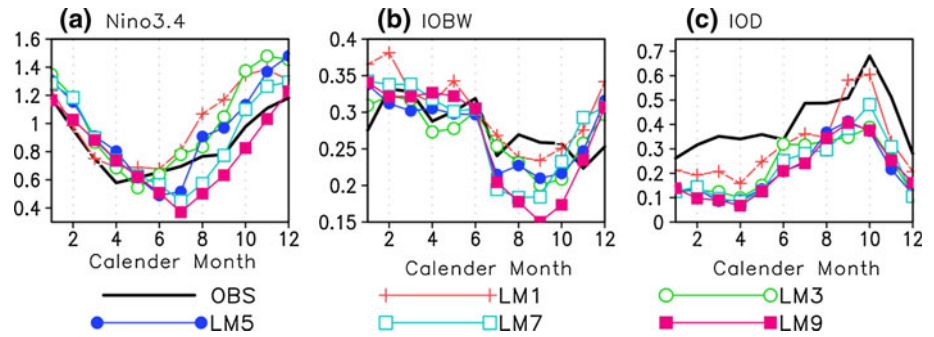 (a) Nino3.4 (b) IOBW (c) IOD
1.6 0.4 0.7
1.4 0.6
1.2 0.35 0.5
1 0.3 0.4
0.8 0.25 0.3
0.6 0.2 0.2
0.4 0.1
0.15 0
2 4 6 8 10 12 2 4 6 8 10 12 2 4 6 8 10 12
Calender Month Calender Month Calender Month
OBS LM1 LM3
LM5 LM7 LM9